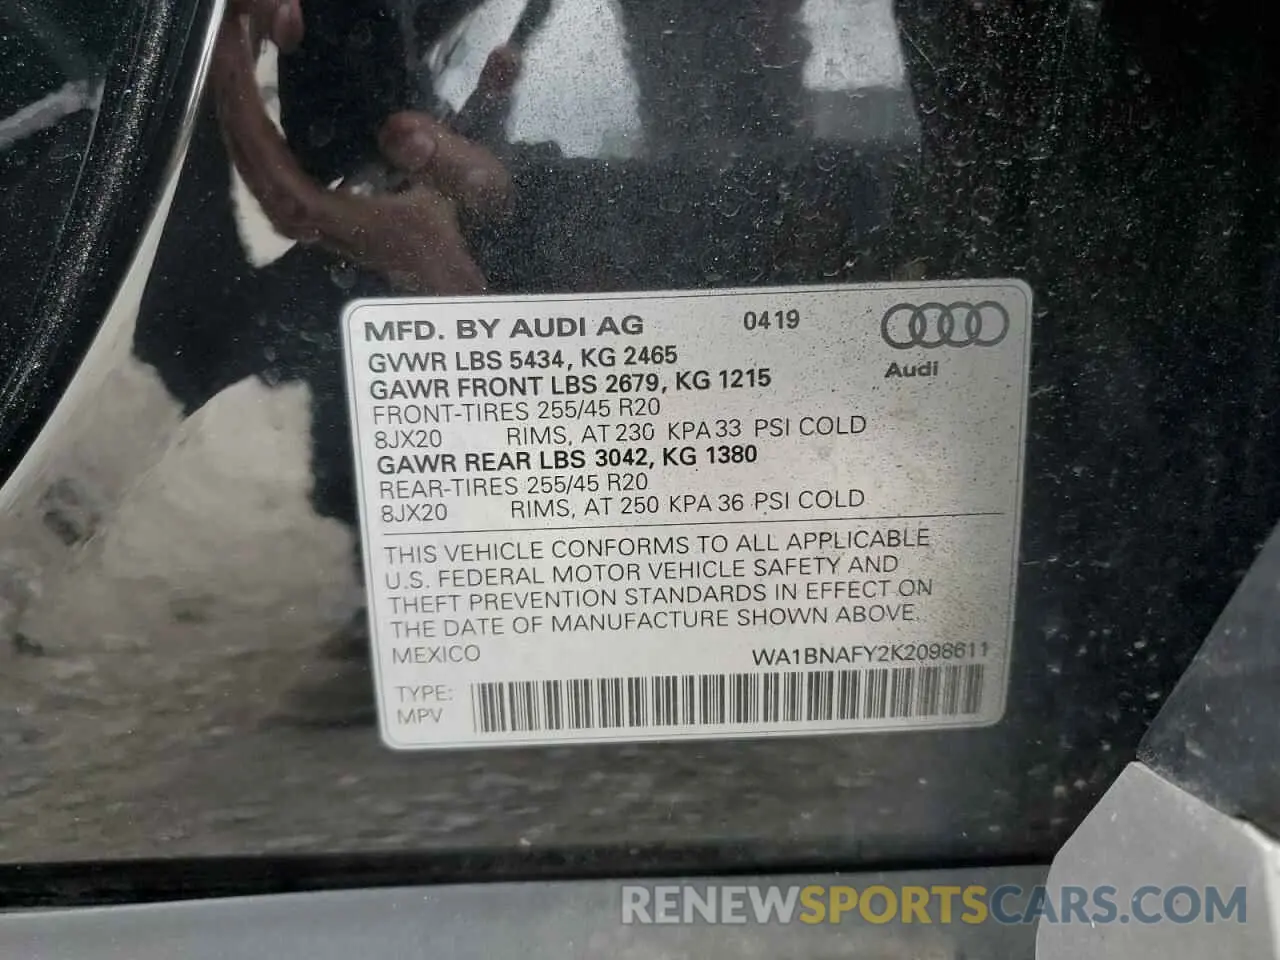 MFD. BY AUDI AG 0419
GVWR LBS 5434, KG 2465
GAWR FRONT LBS 2679, KG 1215
Audi
FRONT-TIRES 255/45 R20
8JX20 RIMS, AT 230 KPA 33 PSI COLD
GAWR REAR LBS 3042, KG 1380
REAR-TIRES 255/45 R20
8JX20 RIMS, AT 250 KPA 36 PSI COLD
THIS VEHICLE CONFORMS TO ALL APPLICABLE
U.S. FEDERAL MOTOR VEHICLE SAFETY AND
THEFT PREVENTION STANDARDS IN EFFECT ON
THE DATE OF MANUFACTURE SHOWN ABOVE.
MEXICO WA1BNAFY2K2098611
TYPE:
MPV
RENEWSPORTSCARS.COM